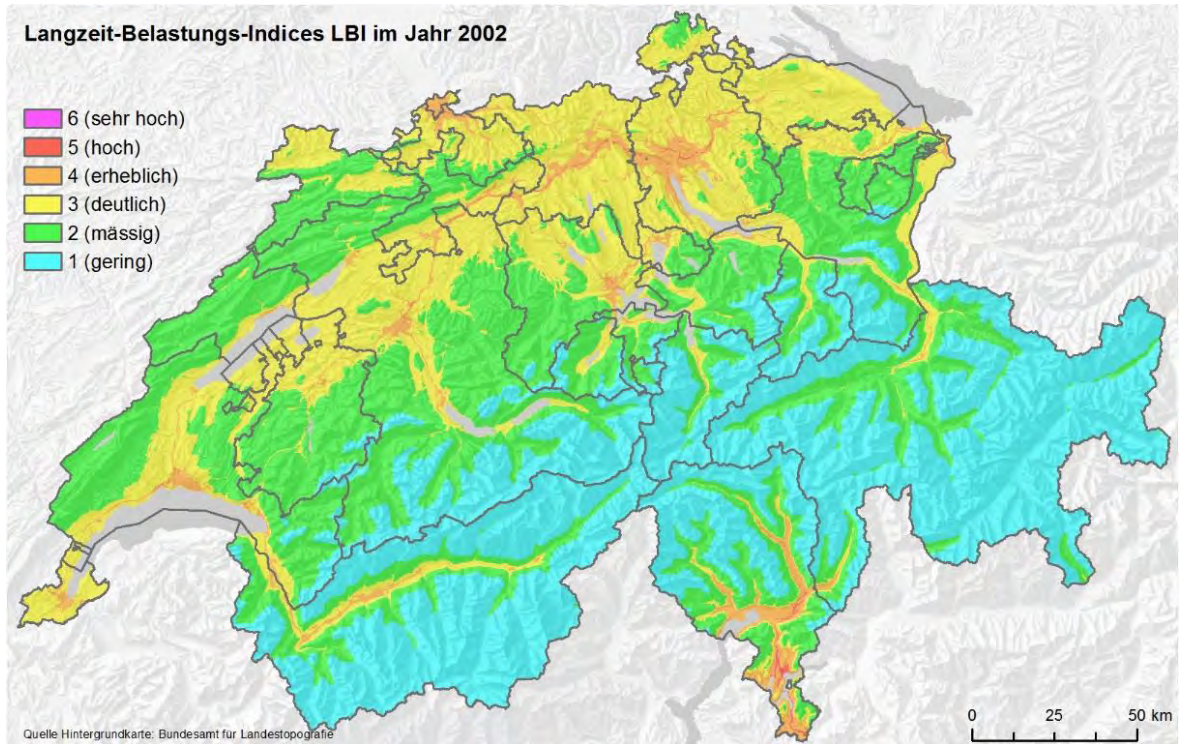 Langzeit-Belastungs-Indices LBI im Jahr 2002
6 (sehr hoch)
5 (hoch)
4 (erheblich)
3 (deutlich)
2 (mässig)
1 (gering)
Quelle Hintergrundkarte: Bundesamt für Landestopografie
0 25 50 km